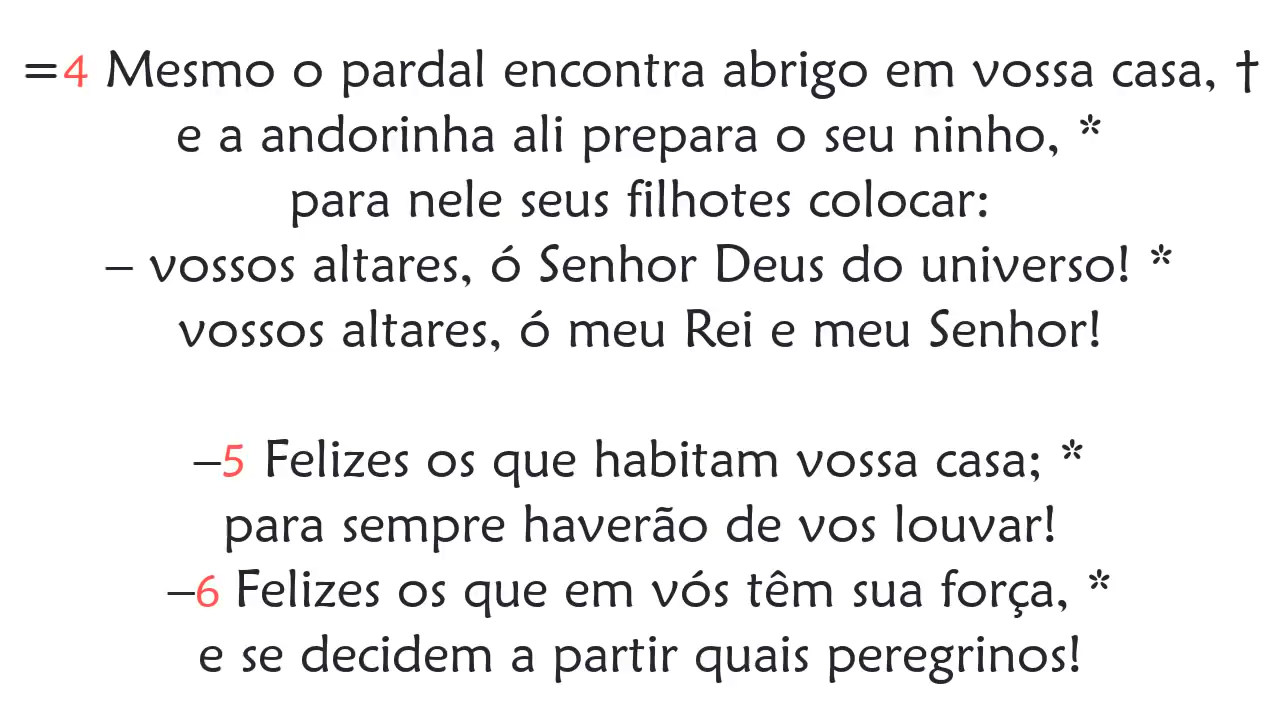 =4 Mesmo o pardal encontra abrigo em vossa casa, †
e a andorinha ali prepara o seu ninho, *
para nele seus filhotes colocar:
– vossos altares, ó Senhor Deus do universo! *
vossos altares, ó meu Rei e meu Senhor!
–5 Felizes os que habitam vossa casa; *
para sempre haverão de vos louvar!
–6 Felizes os que em vós têm sua força, *
e se decidem a partir quais peregrinos!